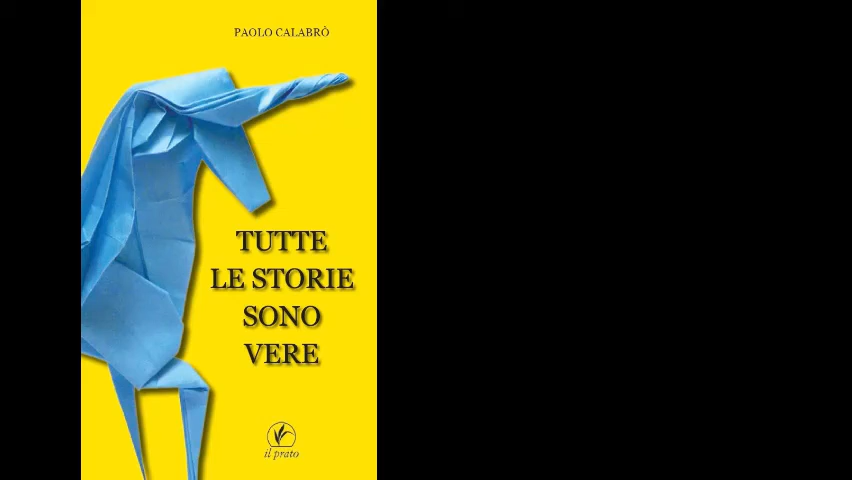 PAOLO CALABRÒ
TUTTE
LE STORIE
SONO
VERE
il prato